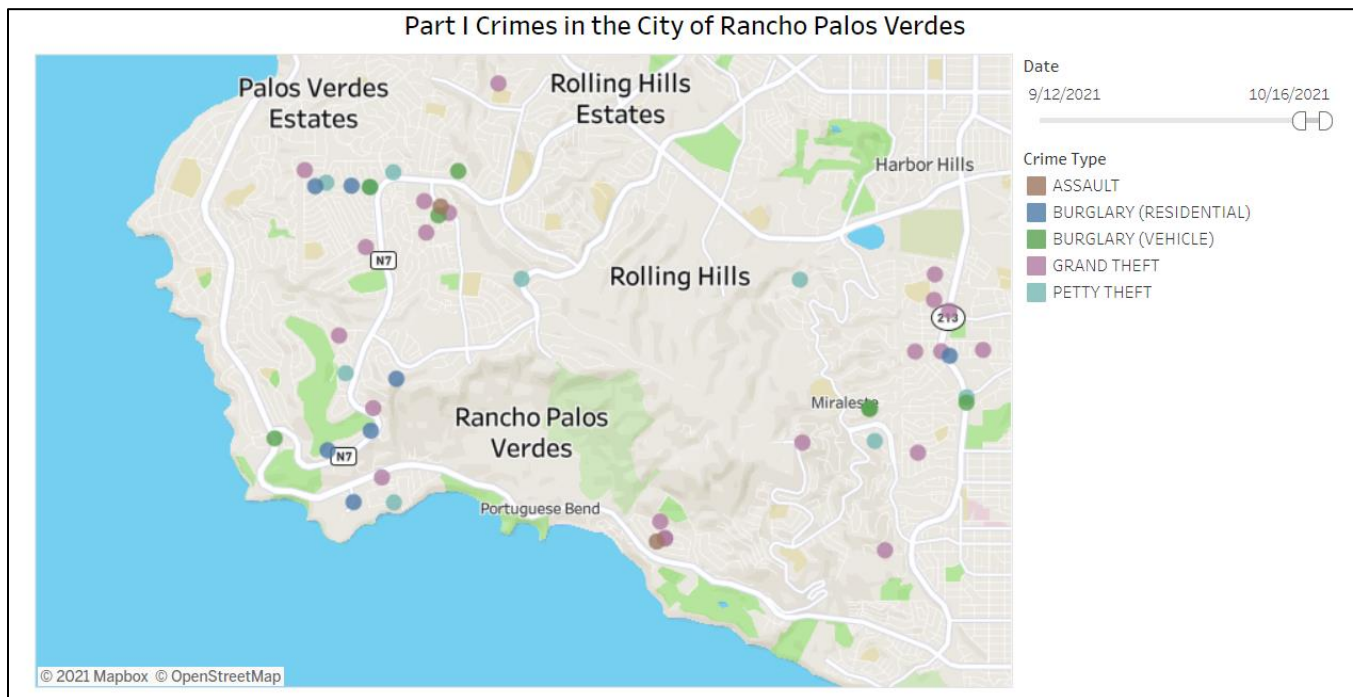 Part I Crimes in the City of Rancho Palos Verdes
Palos Verdes
Estates
Rolling Hills
Estates
Harbor Hills
N7
Rolling Hills
213
Miraleste
Rancho Palos
Verdes
N7
Portuguese Bend
© 2021 Mapbox © OpenStreetMap
Date
9/12/2021 10/16/2021
Crime Type
ASSAULT
BURGLARY (RESIDENTIAL)
BURGLARY (VEHICLE)
GRAND THEFT
PETTY THEFT